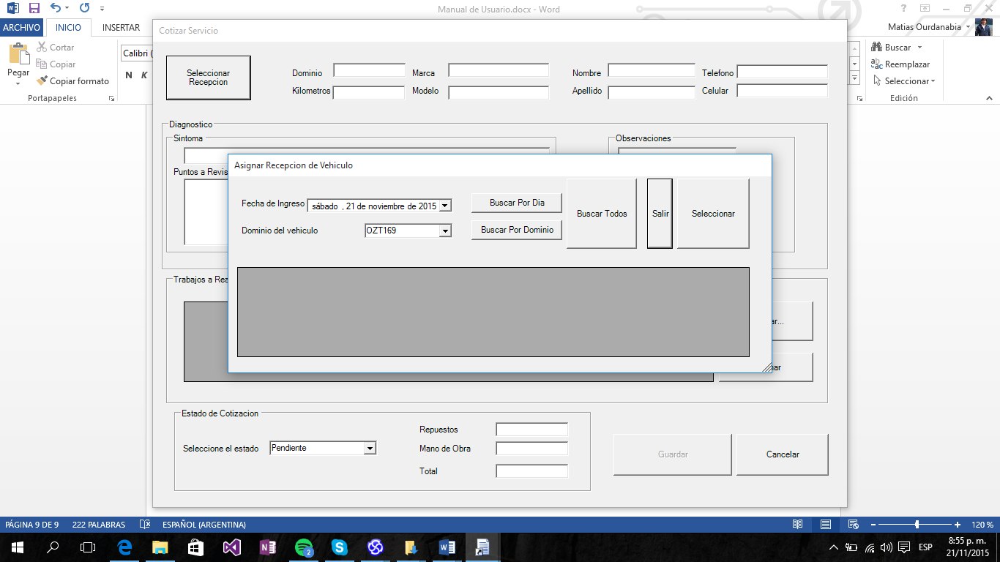 Manual de Usuario.docx - Word
ARCHIVO INICIO INSERTAR
Matias Ourdanabia
Pegar
Cortar
Copiar
Copiar formato
Portapapeles
Calibri (
N K
Buscar
Reemplazar
Seleccionar
Edición
Cotizar Servicio
Seleccionar
Recepcion
Dominio Marca Nombre Telefono
Kilometros Modelo Apellido Celular
Diagnostico
Sintoma
Observaciones
Puntos a Revis
Asignar Recepcion de Vehiculo
Fecha de Ingreso sábado , 21 de noviembre de 2015
Buscar Por Dia
Buscar Todos
Salir
Seleccionar
Dominio del vehiculo OZT169
Buscar Por Dominio
Trabajos a Rea
ar...
nar
Estado de Cotizacion
Seleccione el estado Pendiente
Repuestos
Mano de Obra
Total
Guardar
Cancelar
PÁGINA 9 DE 9 222 PALABRAS ESPAÑOL (ARGENTINA)
120 %
2
ESP
8:55 p. m.
21/11/2015